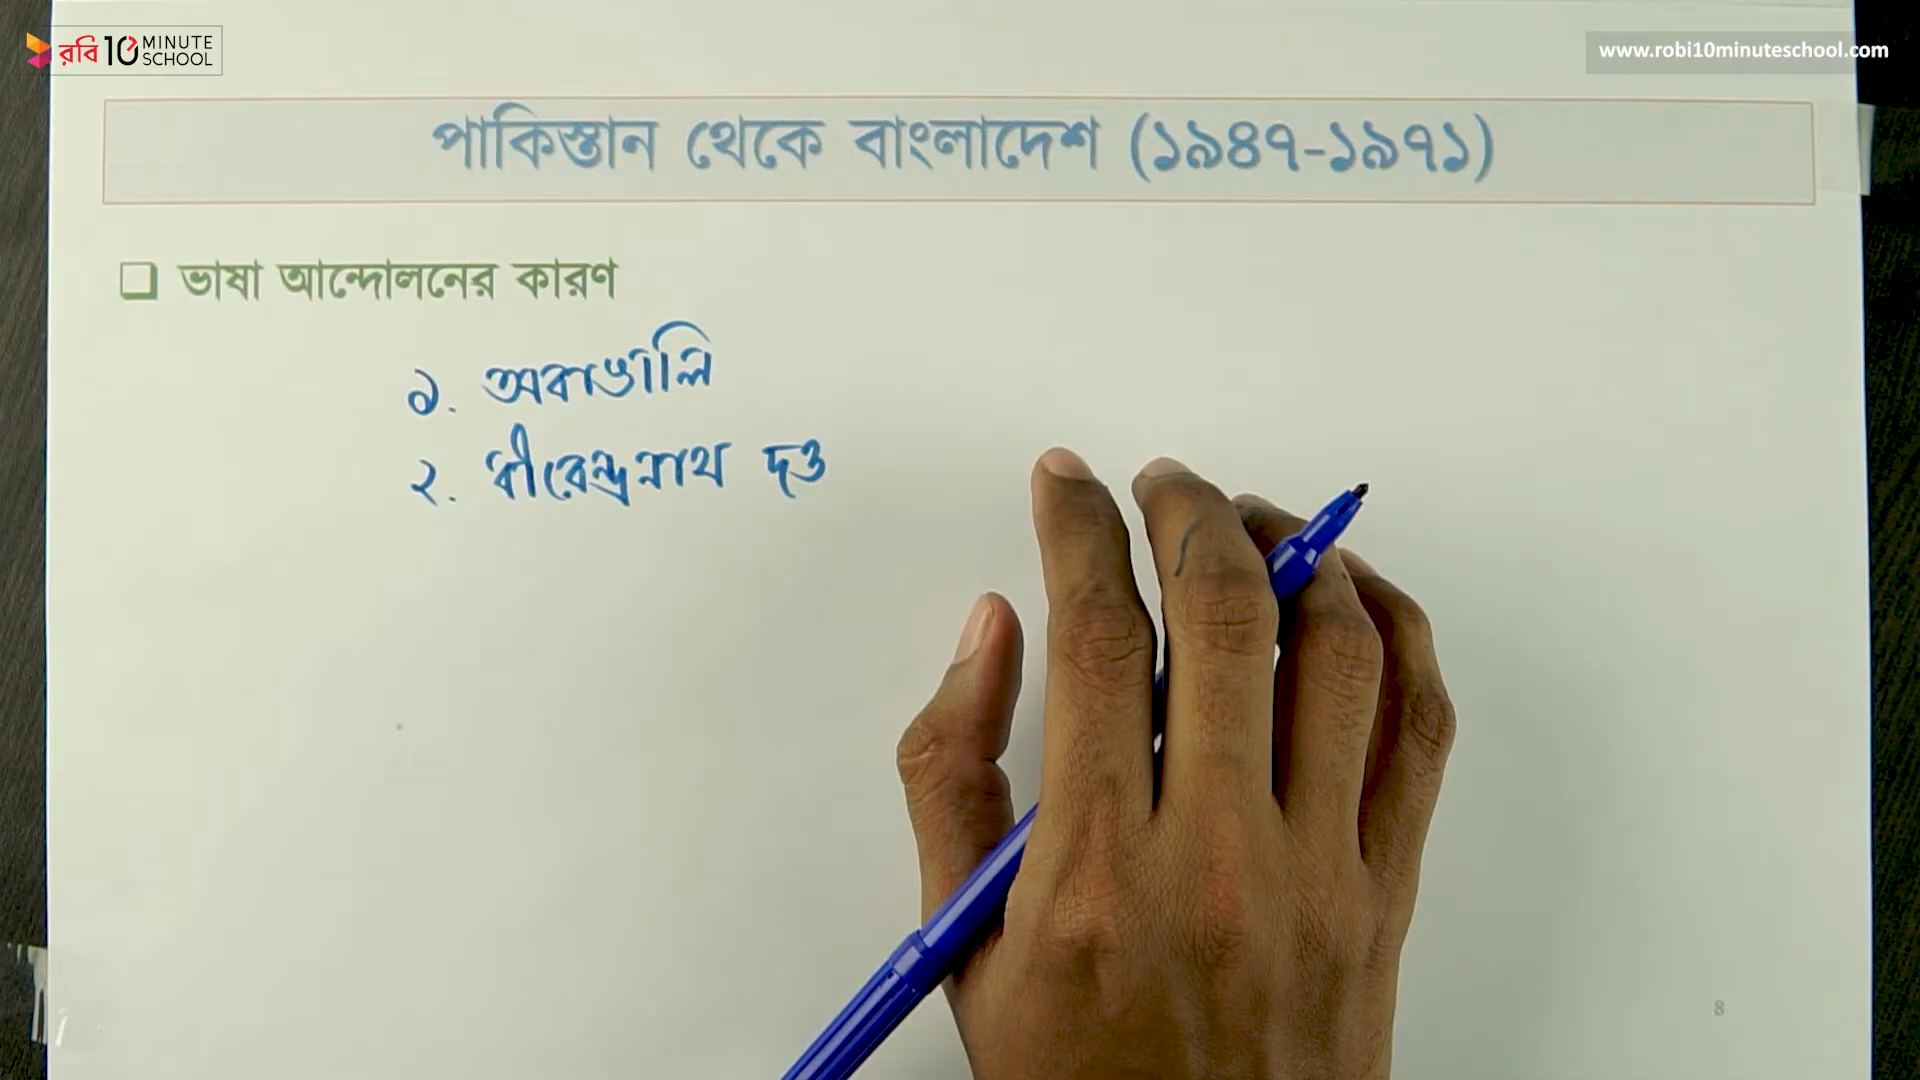 রবি 10 MINUTE SCHOOL
www.robi10minuteschool.com
পাকিস্তান থেকে বাংলাদেশ (১৯৪৭-১৯৭১)
ভাষা আন্দোলনের কারণ
১. অবাঙালি
২. ধীরেন্দ্রনাথ দত্ত
8